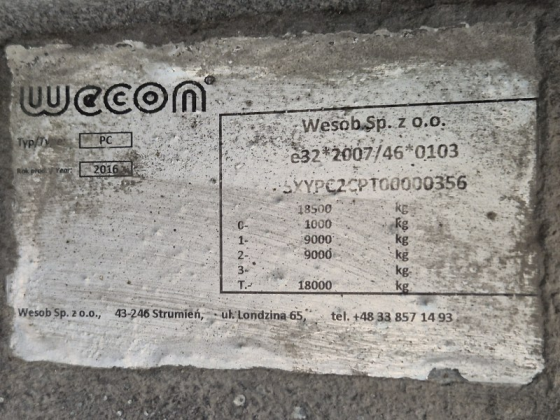 wecon
Typ/Type PC
Rok prod. / Year: 2016
Wesob Sp. z o.o.
e32*2007/46*0103
18500 kg
0- 1000 kg
1- 9000 kg
2- 9000 kg
3- kg
T.- 18000 kg
Wesob Sp. z o.o., 43-246 Strumień, ul. Londzina 65, tel. +48 33 857 14 93